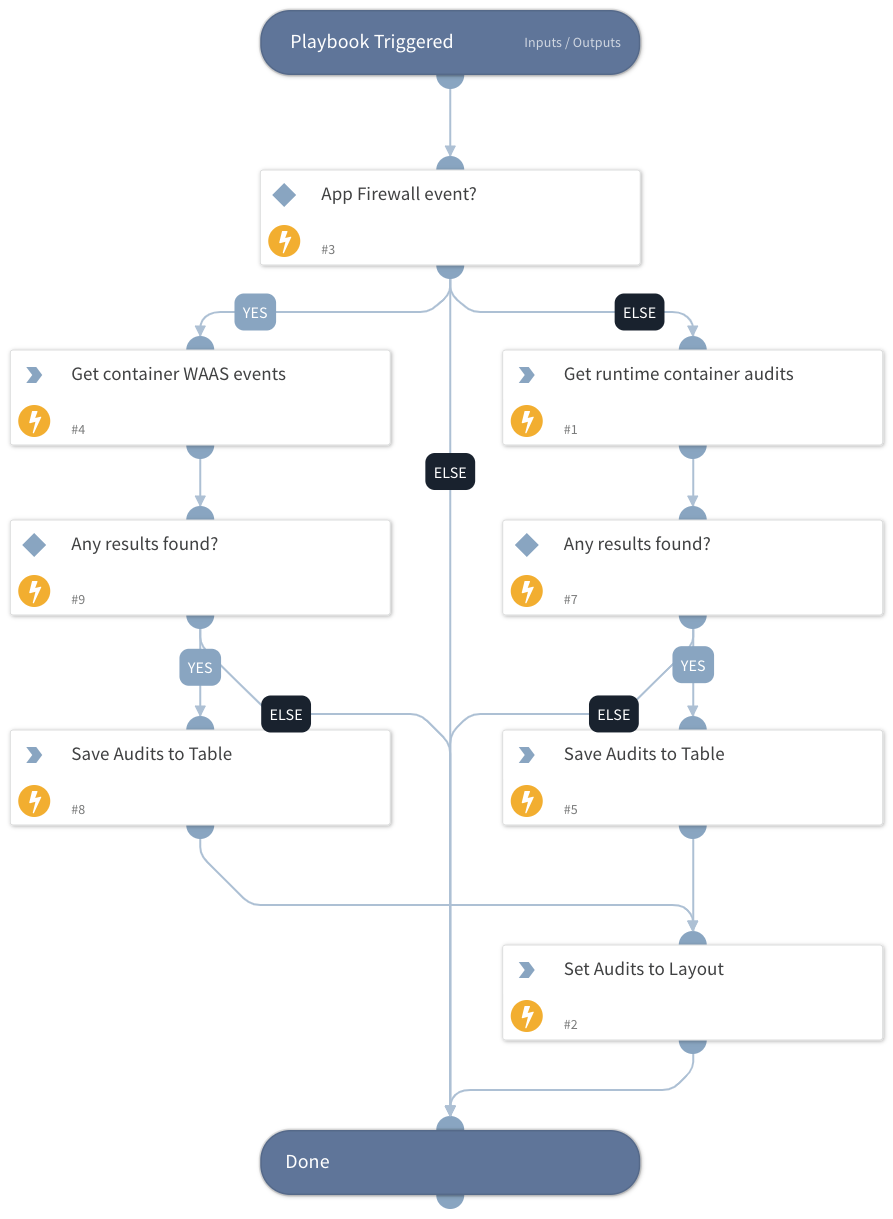 Playbook Triggered
Inputs / Outputs
App Firewall event?
#3
YES
ELSE
Get container WAAS events
#4
Get runtime container audits
#1
ELSE
Any results found?
#9
Any results found?
#7
YES
YES
ELSE
ELSE
Save Audits to Table
#8
Save Audits to Table
#5
Set Audits to Layout
#2
Done